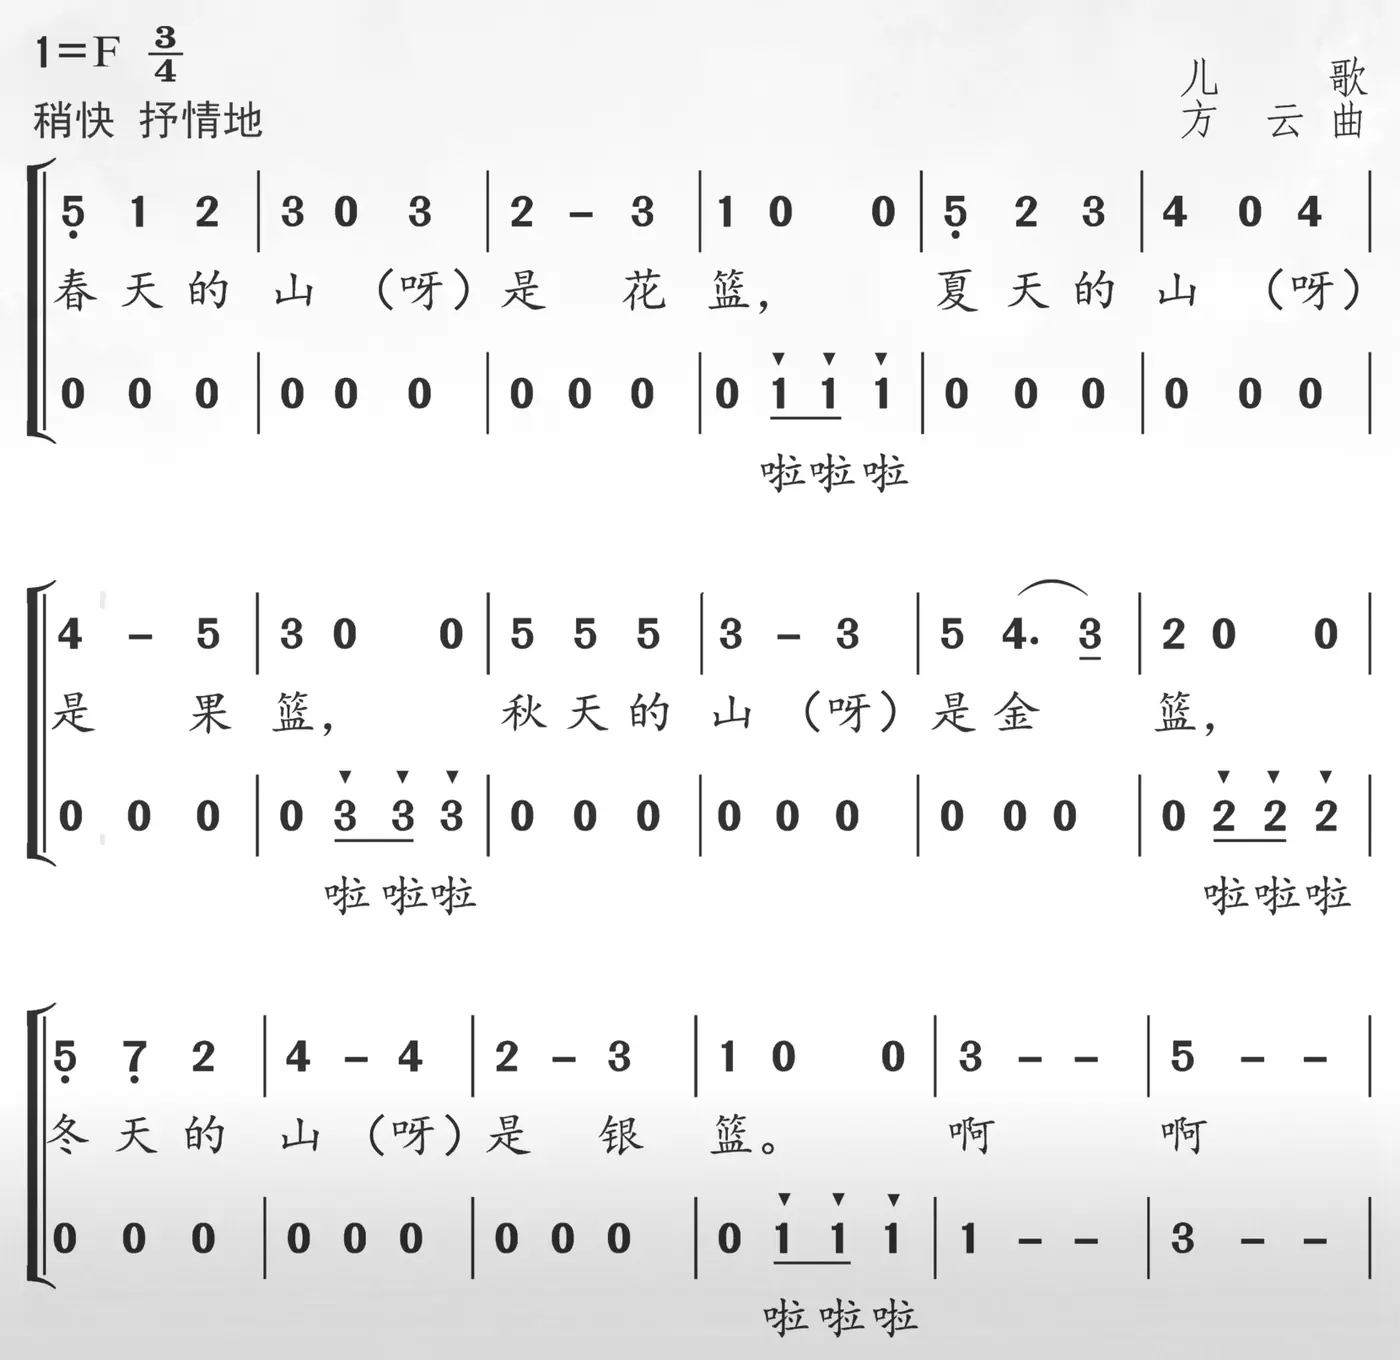 1=F 3/4
儿 歌
稍快 抒情地
方 云 曲
5̣ 1 2 | 3 0 3 | 2 – 3 | 1 0 0 | 5̣ 2 3 | 4 0 4 |
春 天 的 山 （呀）是 花 篮， 夏 天 的 山 （呀）
0 0 0 | 0 0 0 | 0 0 0 | 0 1 1 1 | 0 0 0 | 0 0 0 |
啦 啦 啦
4 – 5 | 3 0 0 | 5 5 5 | 3 – 3 | 5 4. 3 | 2 0 0 |
是 果 篮， 秋 天 的 山 （呀）是 金 篮，
0 0 0 | 0 3 3 3 | 0 0 0 | 0 0 0 | 0 0 0 | 0 2 2 2 |
啦 啦 啦 啦 啦 啦
5̣ 7̣ 2 | 4 – 4 | 2 – 3 | 1 0 0 | 3 – – | 5 – – |
冬 天 的 山 （呀）是 银 篮。 啊 啊
0 0 0 | 0 0 0 | 0 0 0 | 0 1 1 1 | 1 – – | 3 – – |
啦 啦 啦